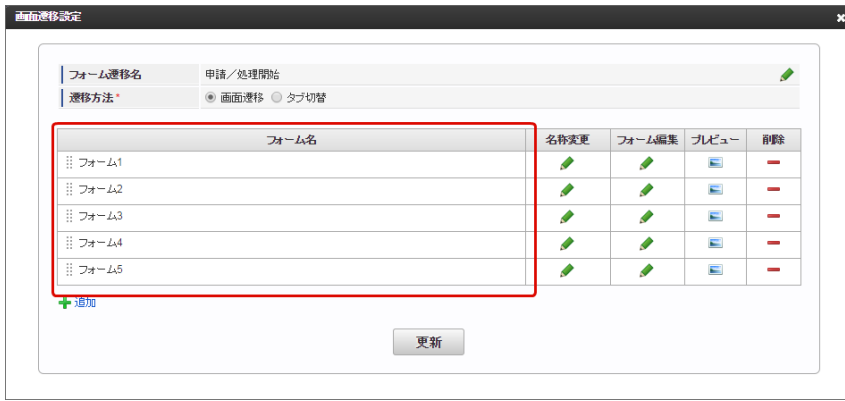 画面遷移設定
フォーム遷移名 申請／処理開始
遷移方法* 画面遷移 タブ切替
フォーム名 名称変更 フォーム編集 プレビュー 削除
フォーム1
フォーム2
フォーム3
フォーム4
フォーム5
追加
更新